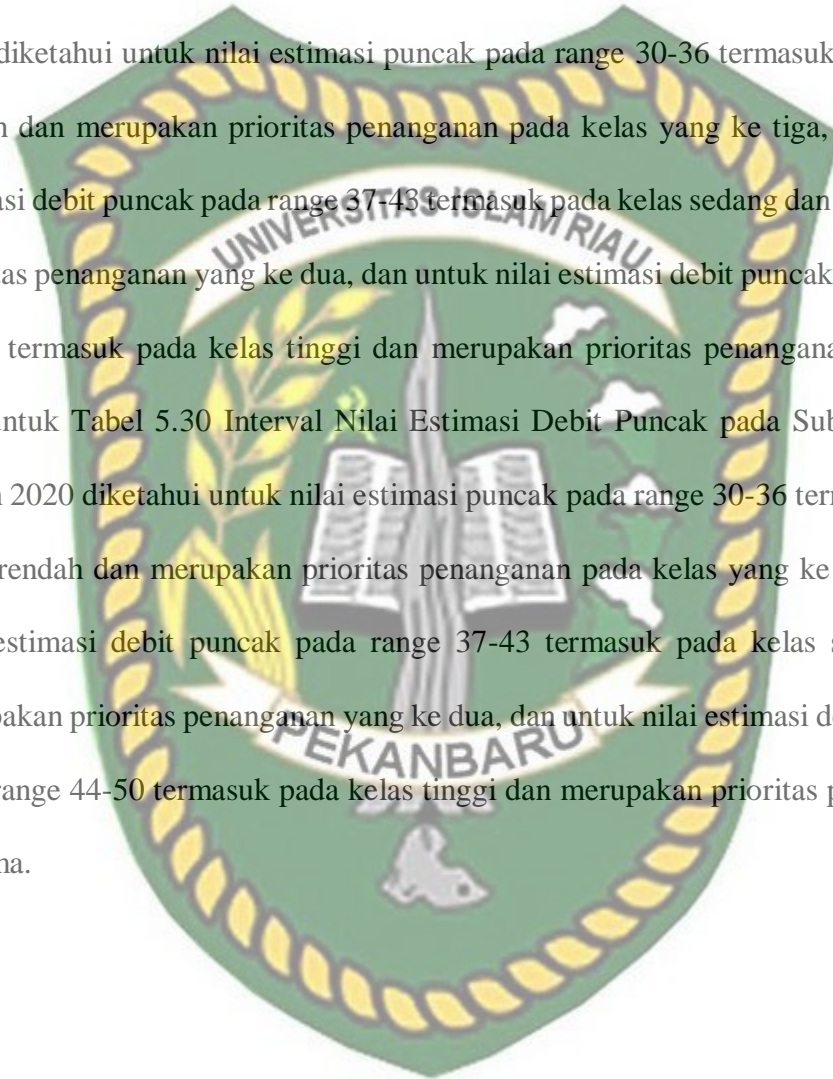 diketahui untuk nilai estimasi puncak pada range 30-36 termasuk
dan merupakan prioritas penanganan pada kelas yang ke tiga,
asi debit puncak pada range 37-43 termasuk pada kelas sedang dan
UNIVERSITAS ISLAM RIAU
as penanganan yang ke dua, dan untuk nilai estimasi debit puncak
termasuk pada kelas tinggi dan merupakan prioritas penangana
untuk Tabel 5.30 Interval Nilai Estimasi Debit Puncak pada Sub
2020 diketahui untuk nilai estimasi puncak pada range 30-36 tern
rendah dan merupakan prioritas penanganan pada kelas yang ke
estimasi debit puncak pada range 37-43 termasuk pada kelas s
pakan prioritas penanganan yang ke dua, dan untuk nilai estimasi de
PEKANBARU
range 44-50 termasuk pada kelas tinggi dan merupakan prioritas p
na.